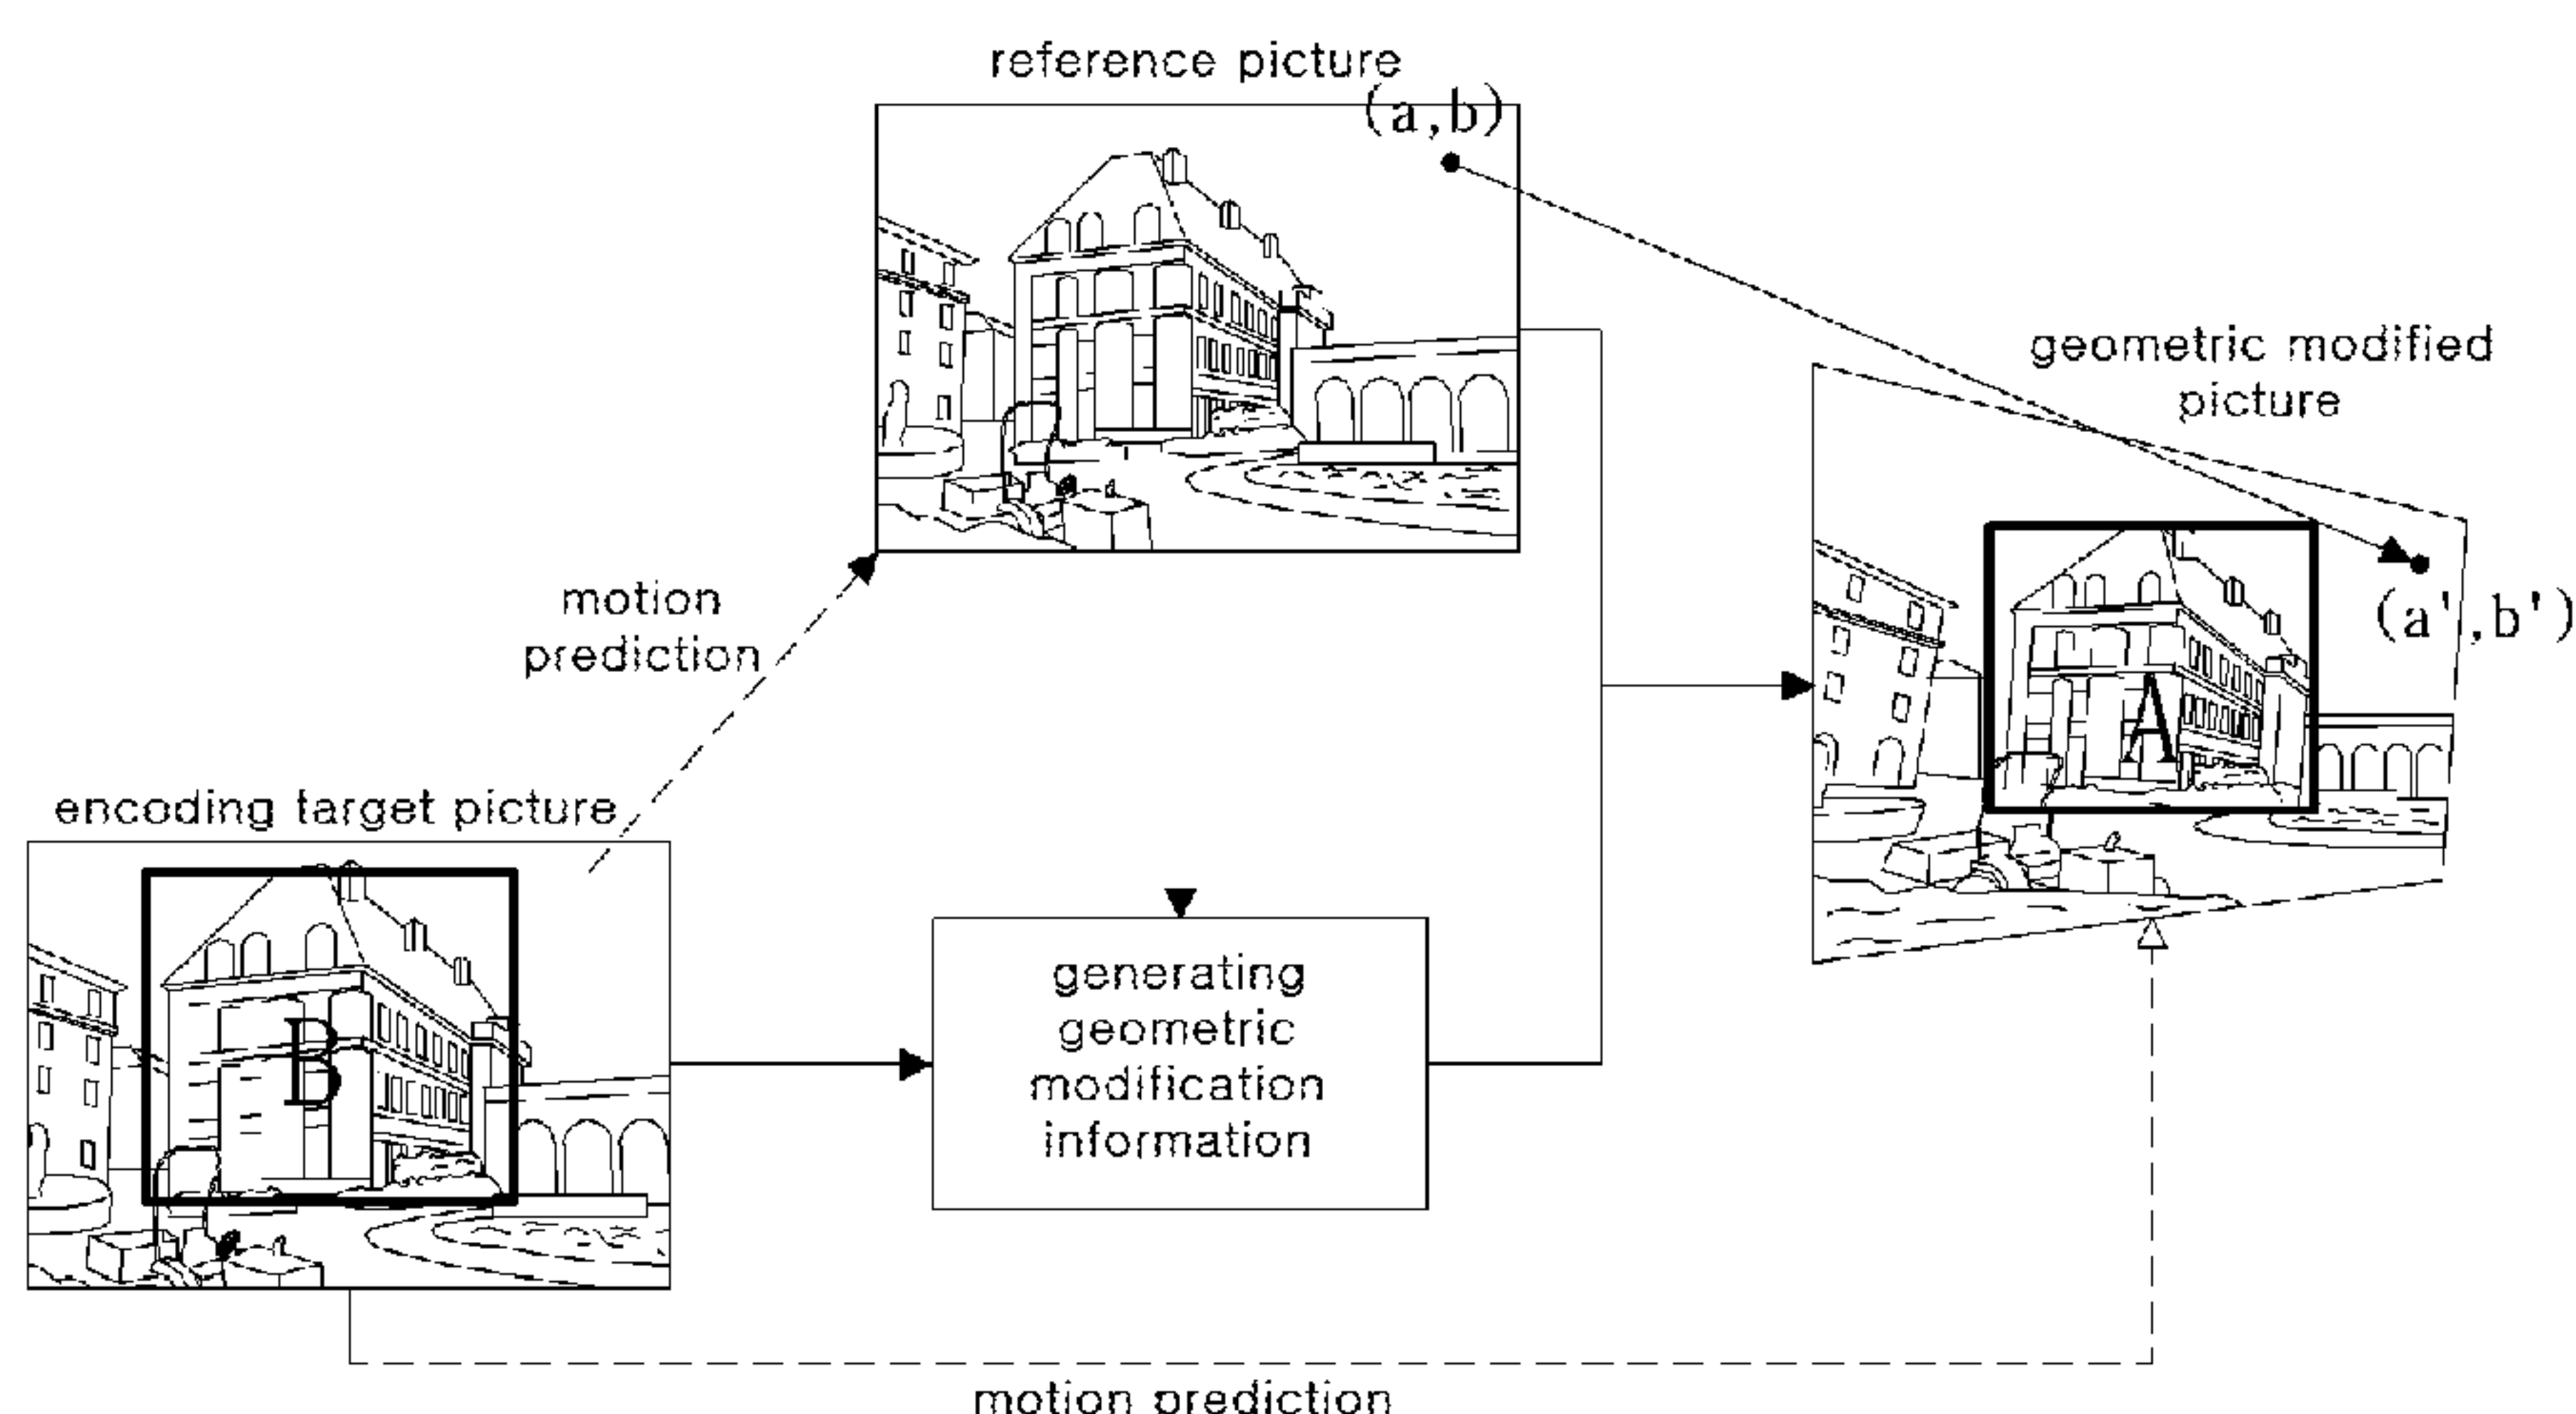 reference picture
(a,b)
geometric modified
picture
(a',b')
A
motion
prediction
encoding target picture
B
generating
geometric
modification
information
motion prediction